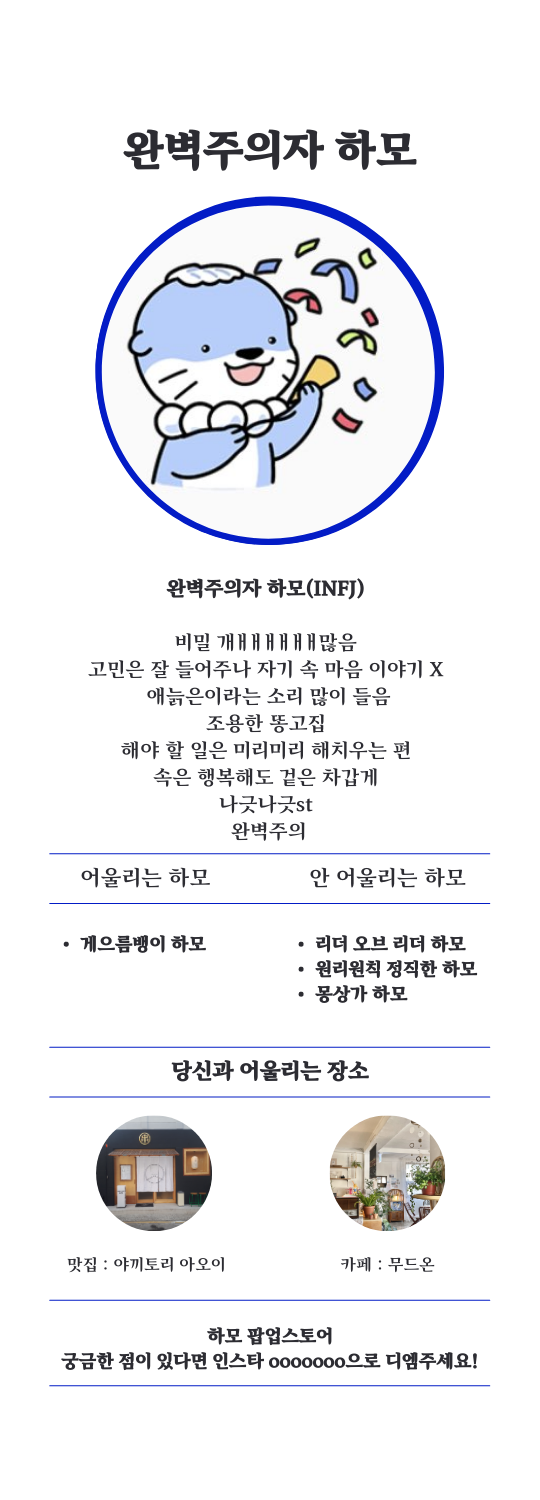 완벽주의자 하모
완벽주의자 하모(INFJ)
비밀 개ㅐㅐㅐㅐㅐㅐ많음
고민은 잘 들어주나 자기 속 마음 이야기 X
애늙은이라는 소리 많이 들음
조용한 똥고집
해야 할 일은 미리미리 해치우는 편
속은 행복해도 겉은 차갑게
나긋나긋st
완벽주의
어울리는 하모
안 어울리는 하모
• 게으름뱅이 하모
• 리더 오브 리더 하모
• 원리원칙 정직한 하모
• 몽상가 하모
당신과 어울리는 장소
맛집 : 야끼토리 아오이
카페 : 무드온
하모 팝업스토어
궁금한 점이 있다면 인스타 ooooooo으로 디엠주세요!